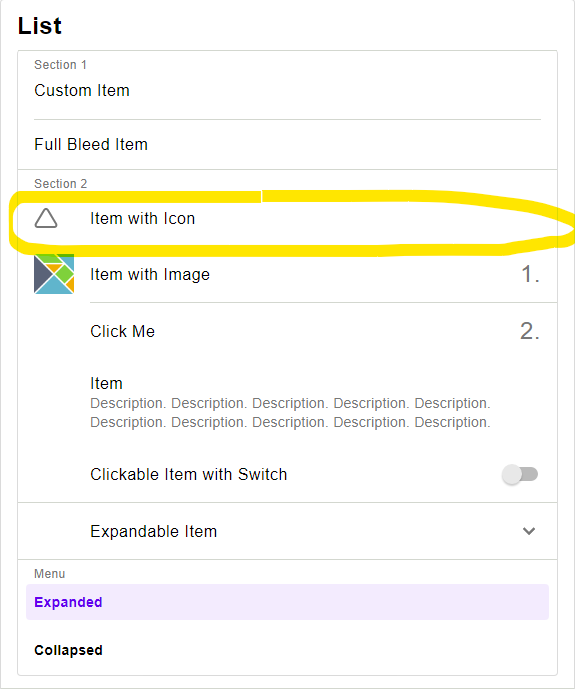 List
Section 1
Custom Item
Full Bleed Item
Section 2
Item with Icon
Item with Image 1.
Click Me 2.
Item
Description. Description. Description. Description. Description.
Description. Description. Description. Description. Description.
Clickable Item with Switch
Expandable Item
Menu
Expanded
Collapsed